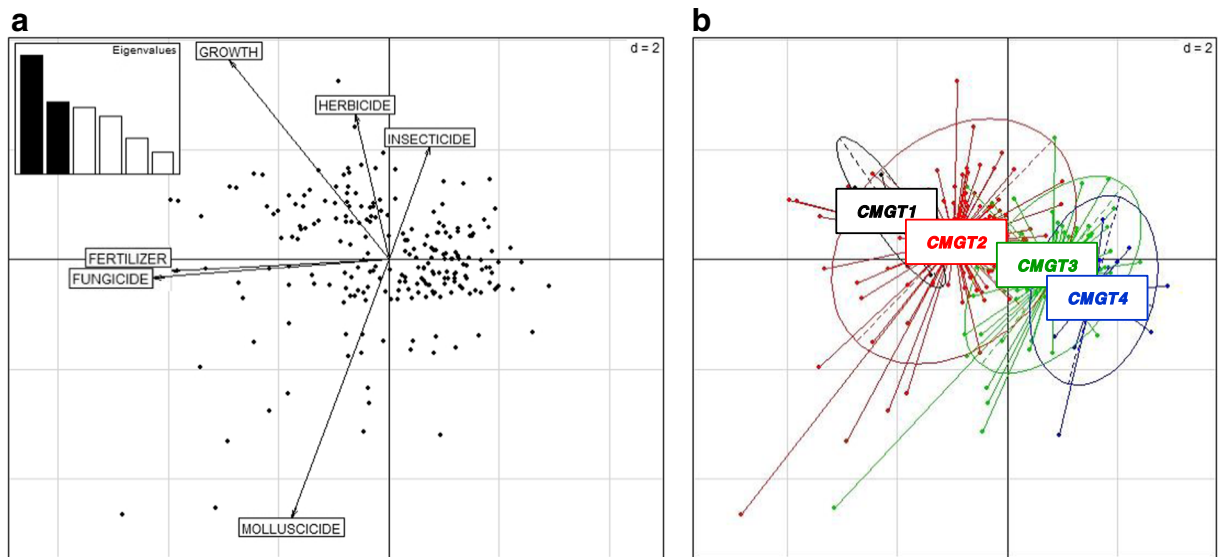 a
b
Eigenvalues
d = 2
GROWTH
HERBICIDE
INSECTICIDE
FERTILIZER
FUNGICIDE
MOLLUSCICIDE
d = 2
CMGT1
CMGT2
CMGT3
CMGT4